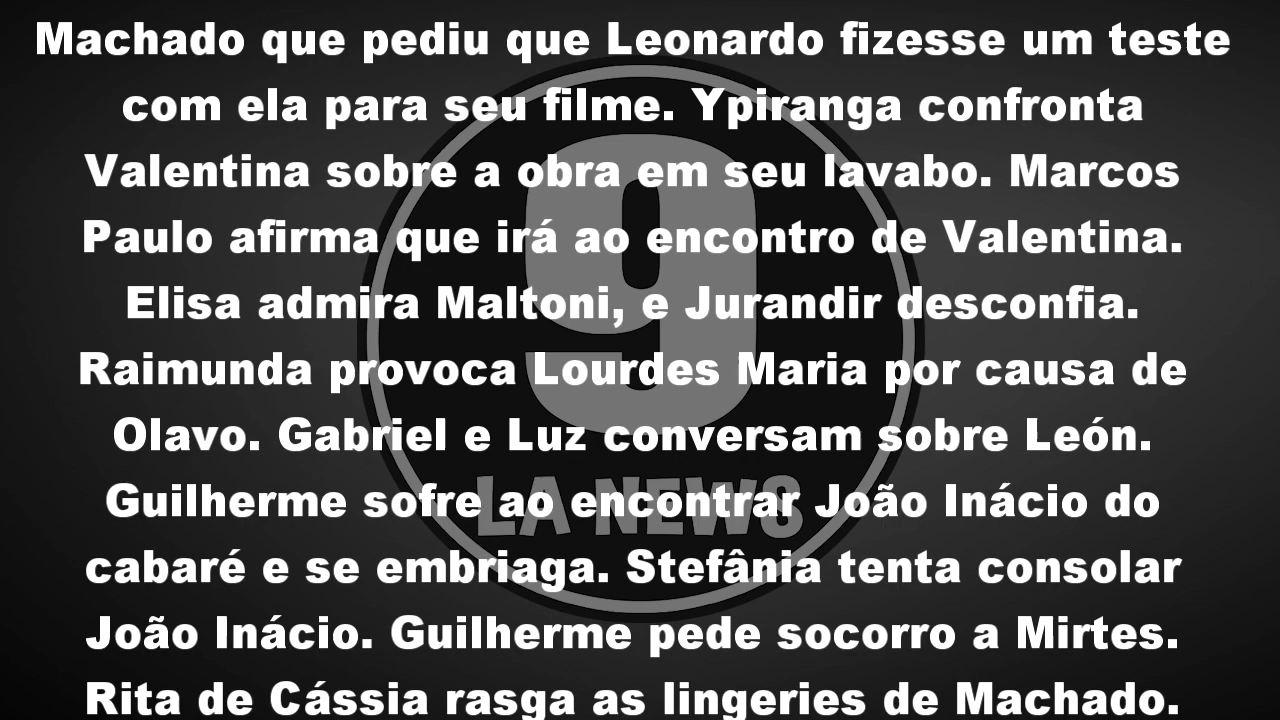 Machado que pediu que Leonardo fizesse um teste
com ela para seu filme. Ypiranga confronta
Valentina sobre a obra em seu lavabo. Marcos
Paulo afirma que irá ao encontro de Valentina.
Elisa admira Maltoni, e Jurandir desconfia.
Raimunda provoca Lourdes Maria por causa de
Olavo. Gabriel e Luz conversam sobre León.
Guilherme sofre ao encontrar João Inácio do
cabaré e se embriaga. Stefânia tenta consolar
João Inácio. Guilherme pede socorro a Mirtes.
Rita de Cássia rasga as lingeries de Machado.
9
LA NEW8